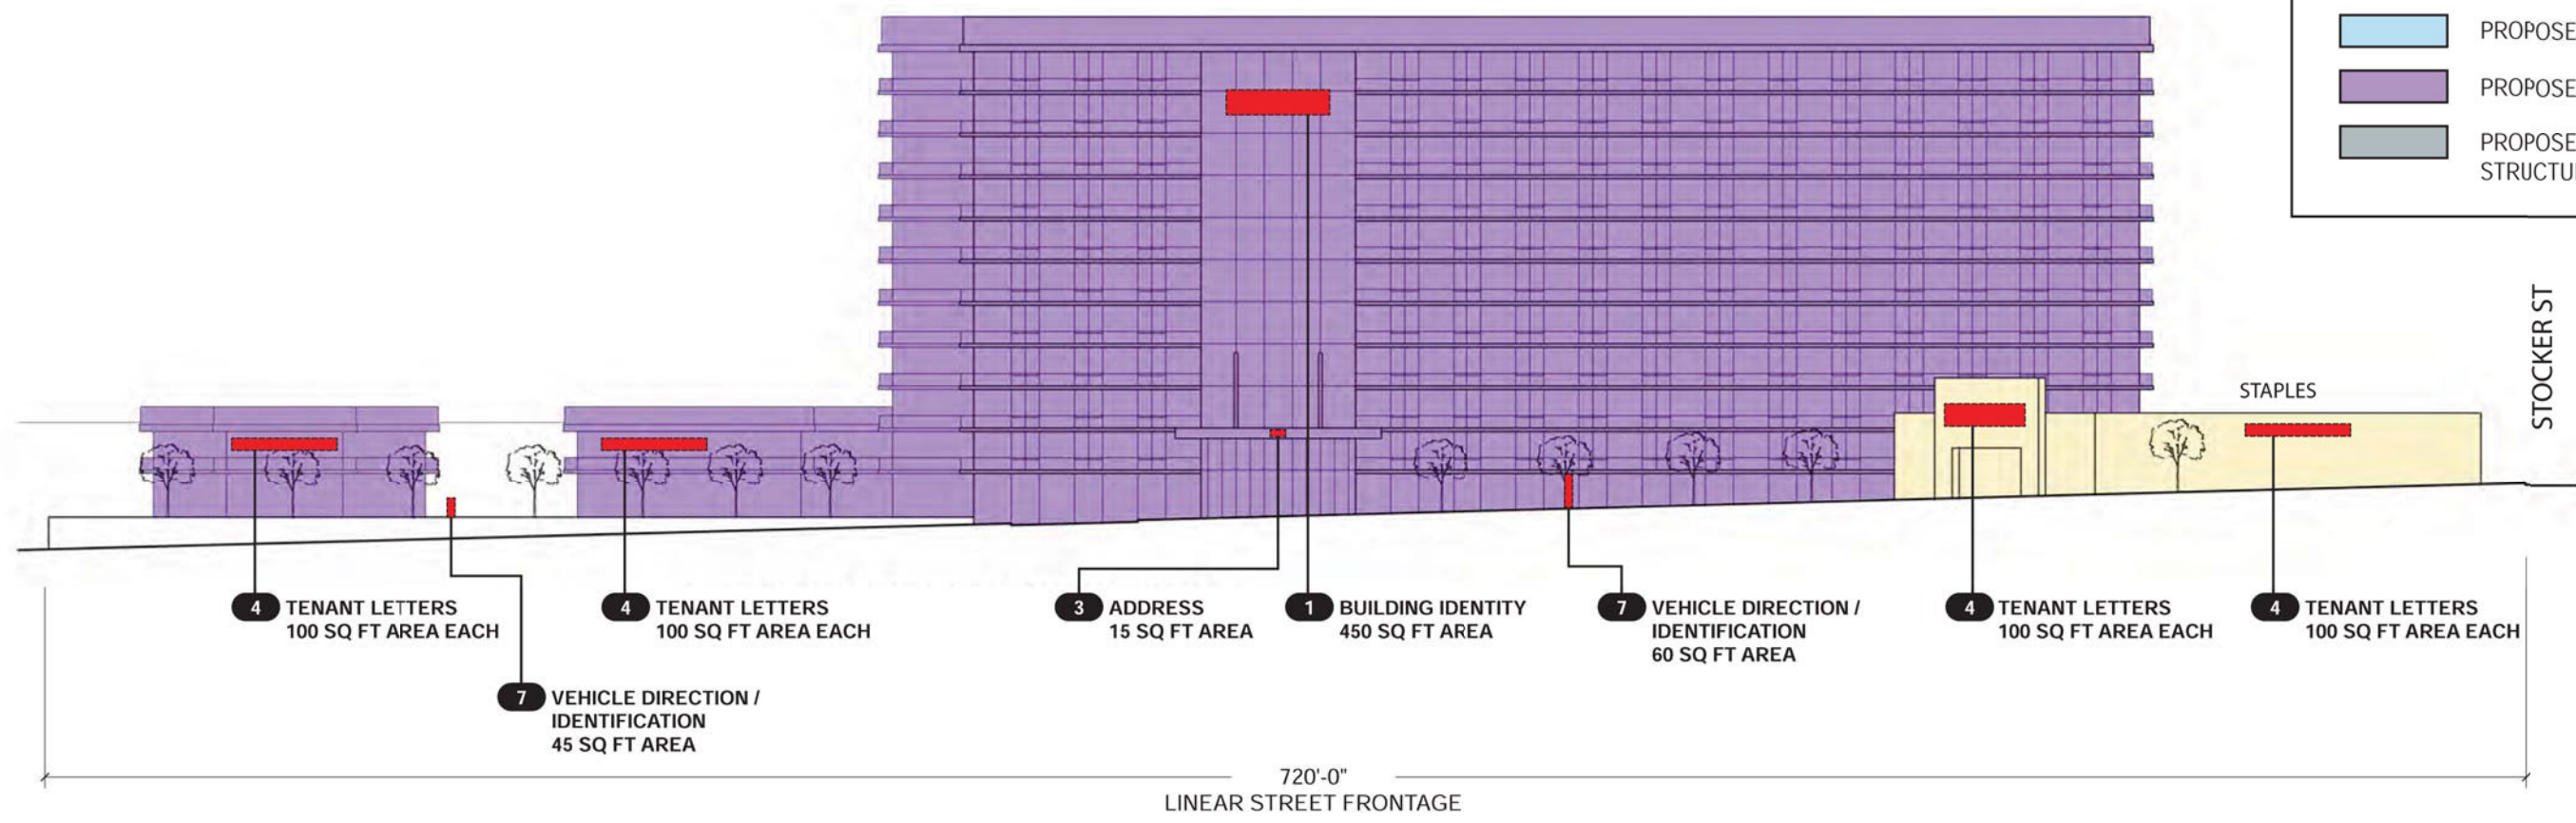 PROPOSE
PROPOSE
PROPOSE
STRUCTU
STOCKER ST
STAPLES
4 TENANT LETTERS
100 SQ FT AREA EACH
4 TENANT LETTERS
100 SQ FT AREA EACH
3 ADDRESS
15 SQ FT AREA
1 BUILDING IDENTITY
450 SQ FT AREA
7 VEHICLE DIRECTION /
IDENTIFICATION
60 SQ FT AREA
4 TENANT LETTERS
100 SQ FT AREA EACH
4 TENANT LETTERS
100 SQ FT AREA EACH
7 VEHICLE DIRECTION /
IDENTIFICATION
45 SQ FT AREA
720'-0"
LINEAR STREET FRONTAGE